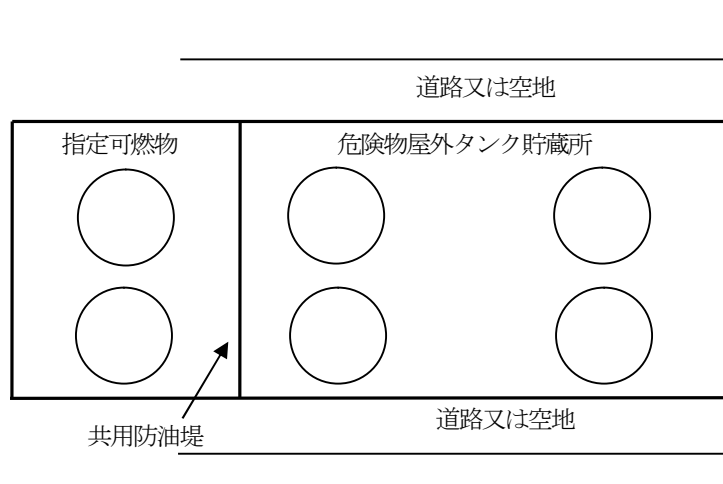 道路又は空地
指定可燃物
危険物屋外タンク貯蔵所
道路又は空地
共用防油堤